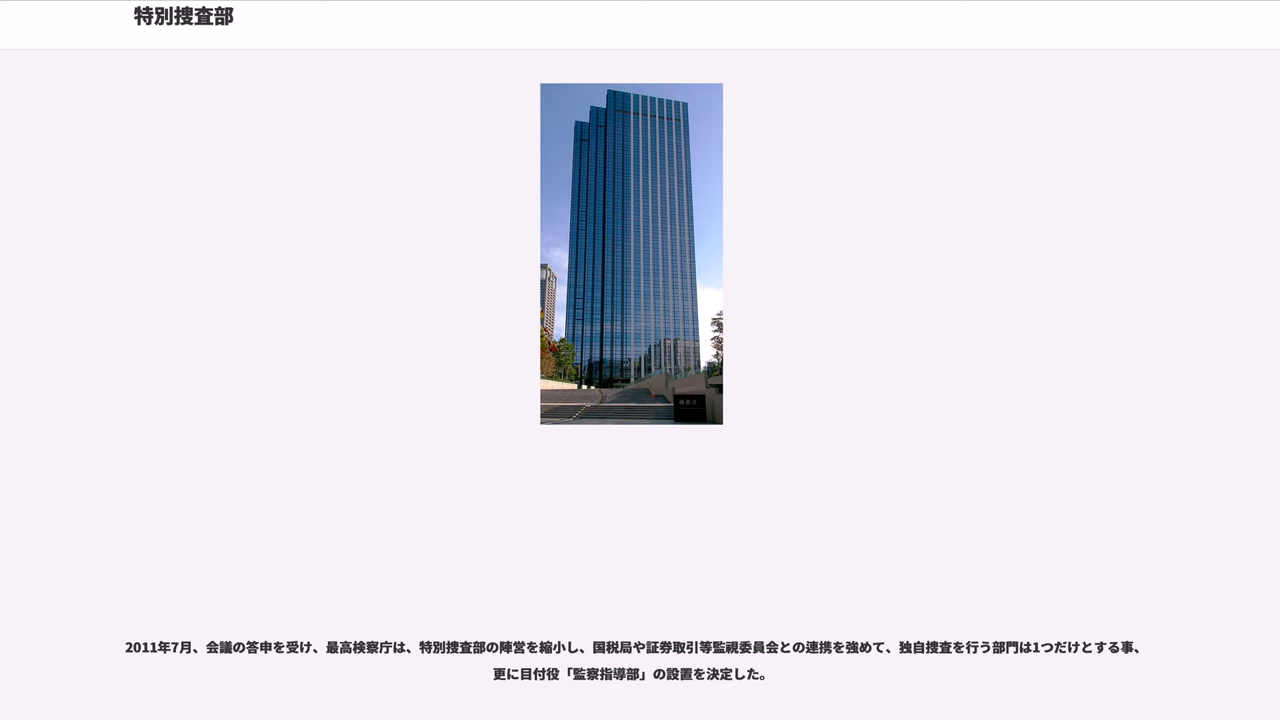 特別捜査部
検察庁
2011年7月、会議の答申を受け、最高検察庁は、特別捜査部の陣営を縮小し、国税局や証券取引等監視委員会との連携を強めて、独自捜査を行う部門は1つだけとする事、
更に目付役「監察指導部」の設置を決定した。